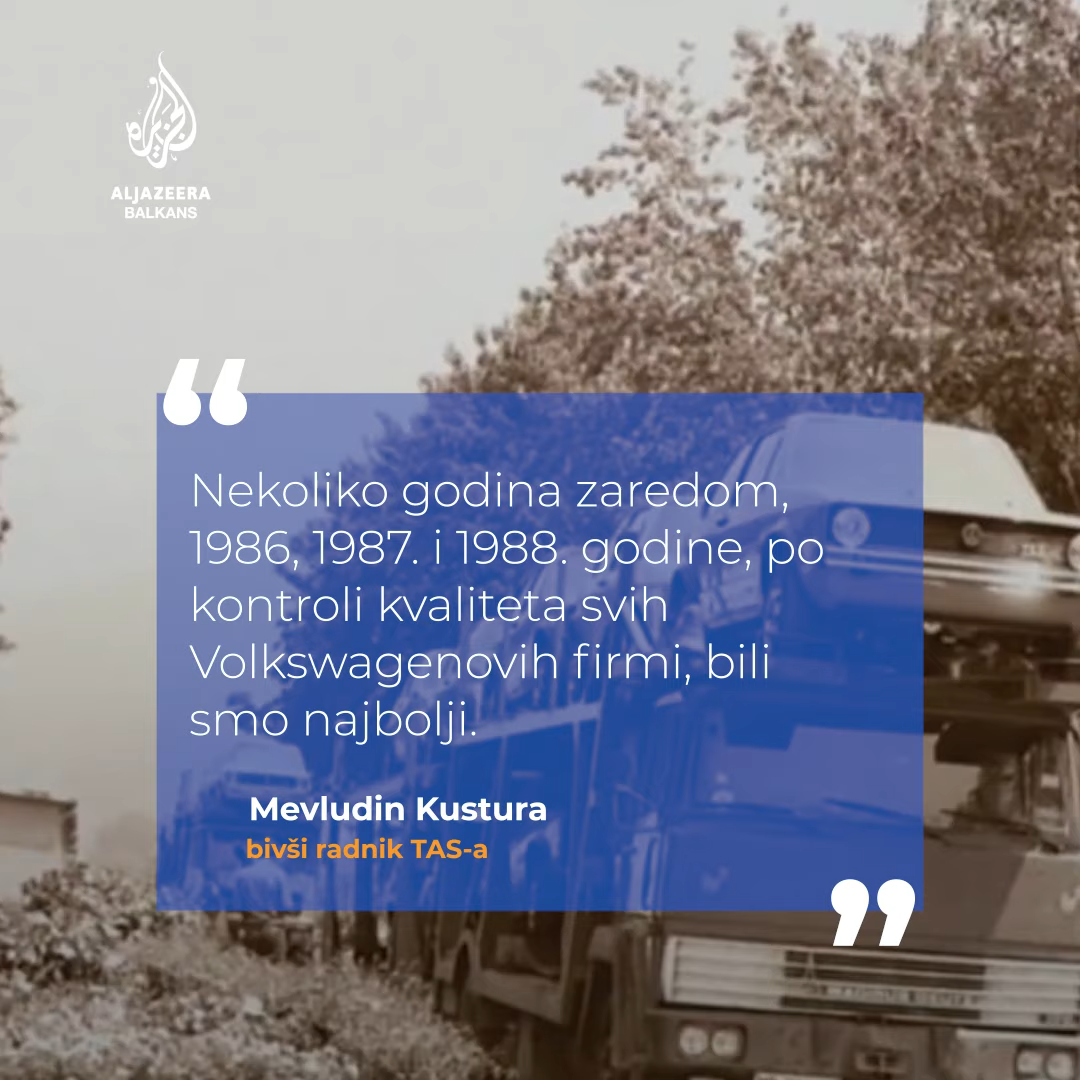 ALJAZEERA
BALKANS
“
Nekoliko godina zaredom,
1986, 1987. i 1988. godine, po
kontroli kvaliteta svih
Volkswagenovih firmi, bili
smo najbolji.
Mevludin Kustura
bivši radnik TAS-a
”